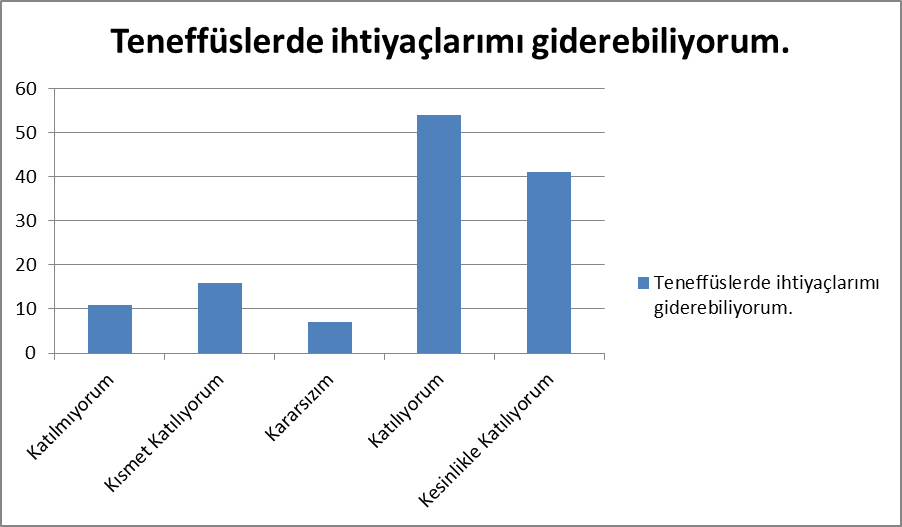 Teneffüslerde ihtiyaçlarımı giderebiliyorum.
60
50
40
30
20
10
0
Katılmıyorum
Kısmet Katılıyorum
Kararsızım
Katılıyorum
Kesinlikle Katılıyorum
Teneffüslerde ihtiyaçlarımı
giderebiliyorum.